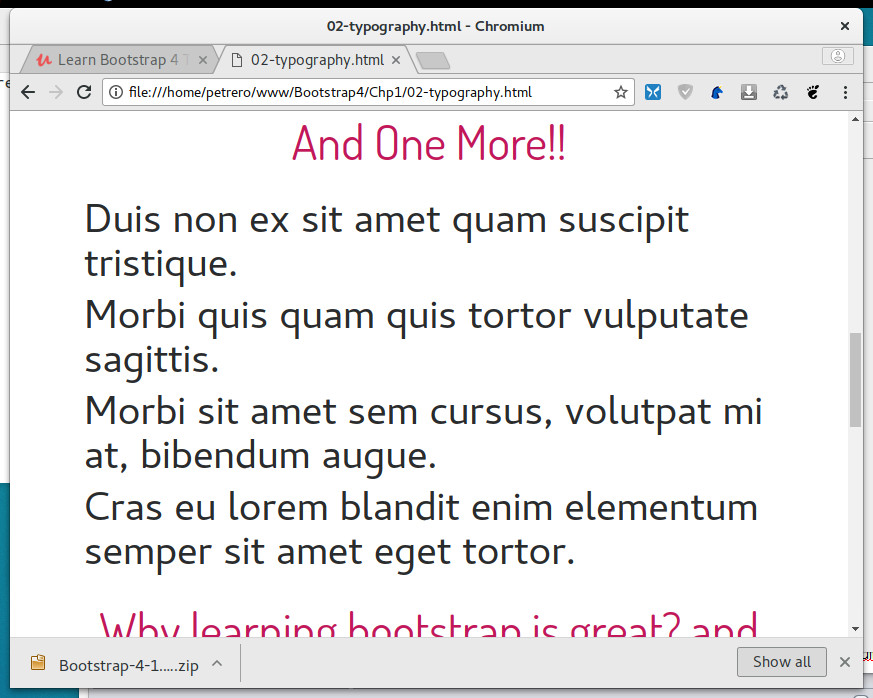 02-typography.html - Chromium
Learn Bootstrap 4 T
02-typography.html
file:///home/petrero/www/Bootstrap4/Chp1/02-typography.html
And One More!!
Duis non ex sit amet quam suscipit
tristique.
Morbi quis quam quis tortor vulputate
sagittis.
Morbi sit amet sem cursus, volutpat mi
at, bibendum augue.
Cras eu lorem blandit enim elementum
semper sit amet eget tortor.
Why learning bootstrap is great? and
Bootstrap-4-1.....zip
Show all